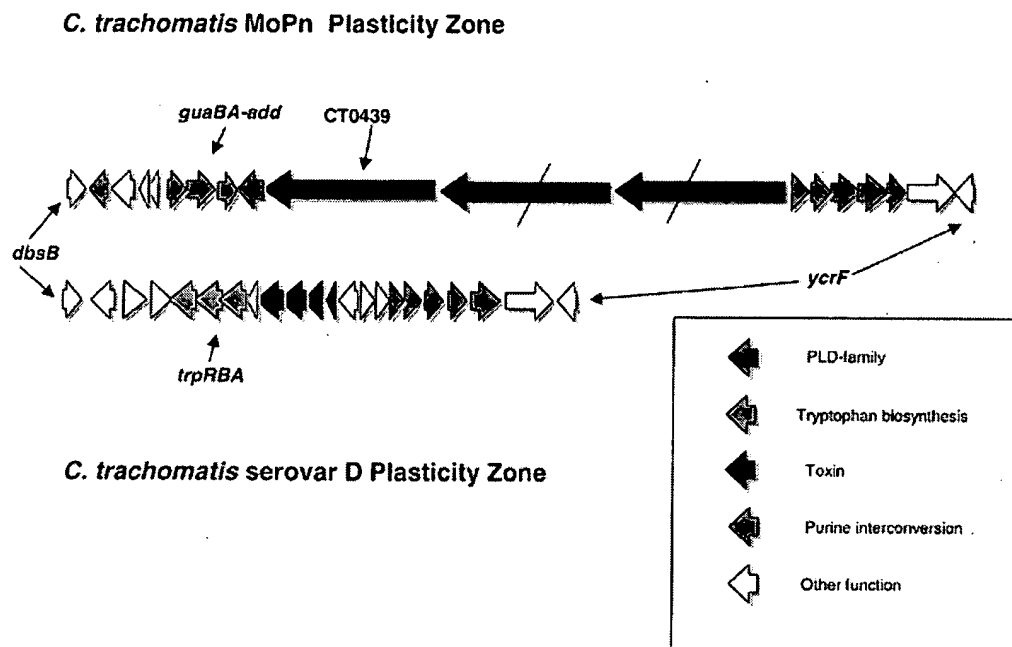 C. trachomatis MoPn Plasticity Zone
guaBA-add
CT0439
dbsB
ycrF
trpRBA
C. trachomatis serovar D Plasticity Zone
PLD-family
Tryptophan biosynthesis
Toxin
Purine interconversion
Other function